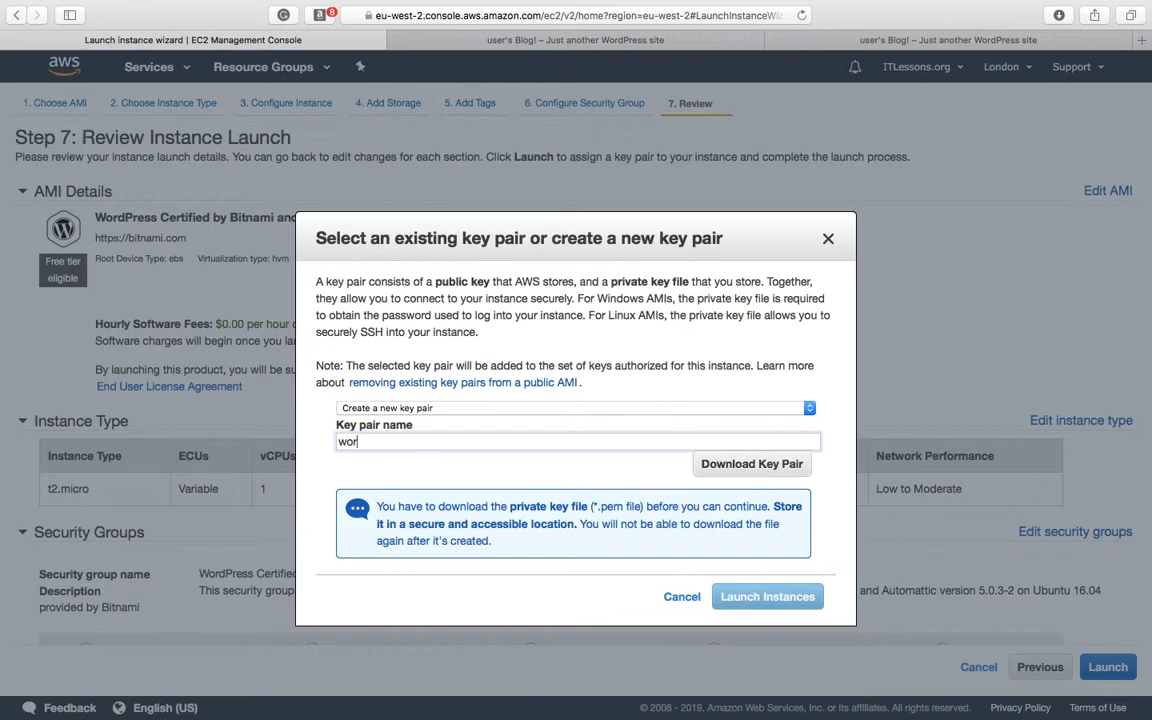 8
eu-west-2.console.aws.amazon.com/ec2/v2/home?region=eu-west-2#LaunchInstanceWiz
Launch instance wizard | EC2 Management Console
user's Blog! – Just another WordPress site
user's Blog! – Just another WordPress site
aws
Services
Resource Groups
ITLessons.org
London
Support
1. Choose AMI
2. Choose Instance Type
3. Configure Instance
4. Add Storage
5. Add Tags
6. Configure Security Group
7. Review
Step 7: Review Instance Launch
Please review your instance launch details. You can go back to edit changes for each section. Click Launch to assign a key pair to your instance and complete the launch process.
AMI Details
Edit AMI
WordPress Certified by Bitnami and
https://bitnami.com
Free tier
eligible
Root Device Type: ebs Virtualization type: hvm
Hourly Software Fees: $0.00 per hour
Software charges will begin once you
By launching this product, you will be
End User License Agreement
Select an existing key pair or create a new key pair
A key pair consists of a public key that AWS stores, and a private key file that you store. Together,
they allow you to connect to your instance securely. For Windows AMIs, the private key file is required
to obtain the password used to log into your instance. For Linux AMIs, the private key file allows you to
securely SSH into your instance.
Note: The selected key pair will be added to the set of keys authorized for this instance. Learn more
about removing existing key pairs from a public AMI .
Create a new key pair
Key pair name
wor
Download Key Pair
You have to download the private key file (*.pem file) before you can continue. Store
it in a secure and accessible location. You will not be able to download the file
again after it's created.
Cancel
Launch Instances
Instance Type
Edit instance type
Instance Type
ECUs
vCPUs
Network Performance
t2.micro
Variable
1
Low to Moderate
Security Groups
Edit security groups
Security group name
WordPress Certified
Description
This security group
and Automattic version 5.0.3-2 on Ubuntu 16.04
provided by Bitnami
Cancel
Previous
Launch
Feedback
English (US)
© 2008 - 2019, Amazon Web Services, Inc. or its affiliates. All rights reserved.
Privacy Policy
Terms of Use